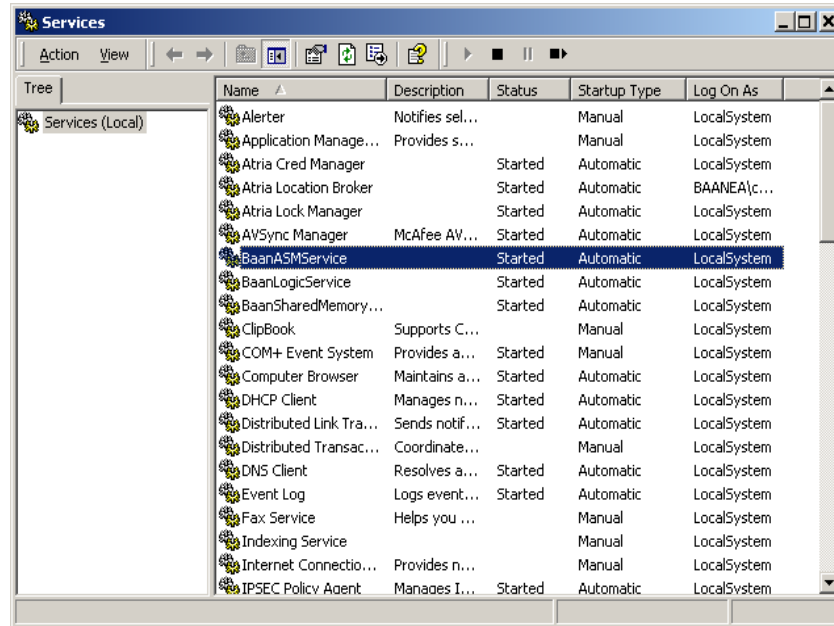 Services
Action View
Tree
Services (Local)
Name Description Status Startup Type Log On As
Alerter Notifies sel... Manual LocalSystem
Application Manage... Provides s... Manual LocalSystem
Atria Cred Manager Started Automatic LocalSystem
Atria Location Broker Started Automatic BAANEA\c...
Atria Lock Manager Started Automatic LocalSystem
AVSync Manager McAfee AV... Started Automatic LocalSystem
BaanASMService Started Automatic LocalSystem
BaanLogicService Started Automatic LocalSystem
BaanSharedMemory... Started Automatic LocalSystem
ClipBook Supports C... Manual LocalSystem
COM+ Event System Provides a... Started Manual LocalSystem
Computer Browser Maintains a... Started Automatic LocalSystem
DHCP Client Manages n... Started Automatic LocalSystem
Distributed Link Tra... Sends notif... Started Automatic LocalSystem
Distributed Transac... Coordinate... Manual LocalSystem
DNS Client Resolves a... Started Automatic LocalSystem
Event Log Logs event... Started Automatic LocalSystem
Fax Service Helps you ... Manual LocalSystem
Indexing Service Manual LocalSystem
Internet Connectio... Provides n... Manual LocalSystem
IPSEC Policy Agent Manages I... Started Automatic LocalSystem